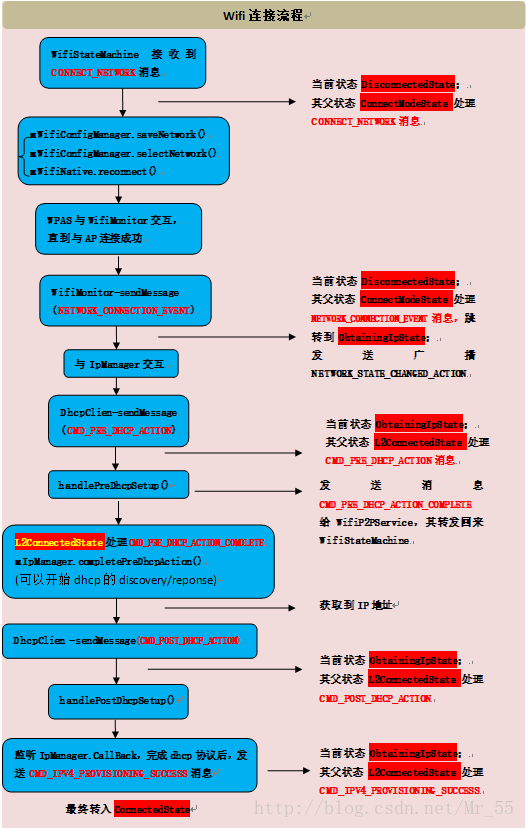 Wifi 连接流程
WifiStateMachine 接收到
CONNECT_NETWORK 消息
当前状态 DisconnectedState；
其父状态 ConnectModeState 处理
CONNECT_NETWORK 消息.
mWifiConfigManager.saveNetwork()
mWifiConfigManager.selectNetwork()
mWifiNative.reconnect()
WPAS 与 WifiMonitor 交互，
直到与 AP 连接成功
WifiMonitor-sendMessage
（NETWORK_CONNECTION_EVENT）
当前状态 DisconnectedState；
其父状态 ConnectModeState 处理
NETWORK_CONNECTION_EVENT 消息，跳
转到 ObtainingIpState；
发送广播
NETWORK_STATE_CHANGED_ACTION.
与 IpManager 交互
DhcpClien-sendMessage
（CMD_PRE_DHCP_ACTION）
当前状态 ObtainingIpState；
其父状态 L2ConnectedState 处理
CMD_PRE_DHCP_ACTION 消息.
handlePreDhcpSetup()
发送消息
CMD_PRE_DHCP_ACTION_COMPLETE
给 WifiP2PService，其转发回来
WifiStateMachine
L2ConnectedState 处理 CMD_PRE_DHCP_ACTION_COMPLETE
mIpManager.completePreDhcpAction()
(可以开始 dhcp 的 discovery/reponse)
获取到 IP 地址
DhcpClien -sendMessage(CMD_POST_DHCP_ACTION)
当前状态 ObtainingIpState；
其父状态 L2ConnectedState 处理
CMD_POST_DHCP_ACTION.
handlePostDhcpSetup()
监听 IpManager.CallBack，完成 dhcp 协议后，发
送 CMD_IPV4_PROVISIONING_SUCCESS 消息
当前状态 ObtainingIpState；
其父状态 L2ConnectedState 处理
CMD_IPV4_PROVISIONING_SUCCESS.
最终转入 ConnectedState
http://blog.csdn.net/Mr_55